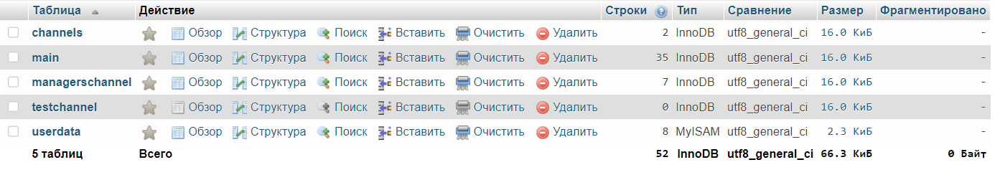 Таблица Действие Строки Тип Сравнение Размер Фрагментировано
channels Обзор Структура Поиск Вставить Очистить Удалить 2 InnoDB utf8_general_ci 16.0 КиБ -
main Обзор Структура Поиск Вставить Очистить Удалить 35 InnoDB utf8_general_ci 16.0 КиБ -
managerschannel Обзор Структура Поиск Вставить Очистить Удалить 7 InnoDB utf8_general_ci 16.0 КиБ -
testchannel Обзор Структура Поиск Вставить Очистить Удалить 0 InnoDB utf8_general_ci 16.0 КиБ -
userdata Обзор Структура Поиск Вставить Очистить Удалить 8 MyISAM utf8_general_ci 2.3 КиБ -
5 таблиц Всего 52 InnoDB utf8_general_ci 66.3 КиБ 0 Байт